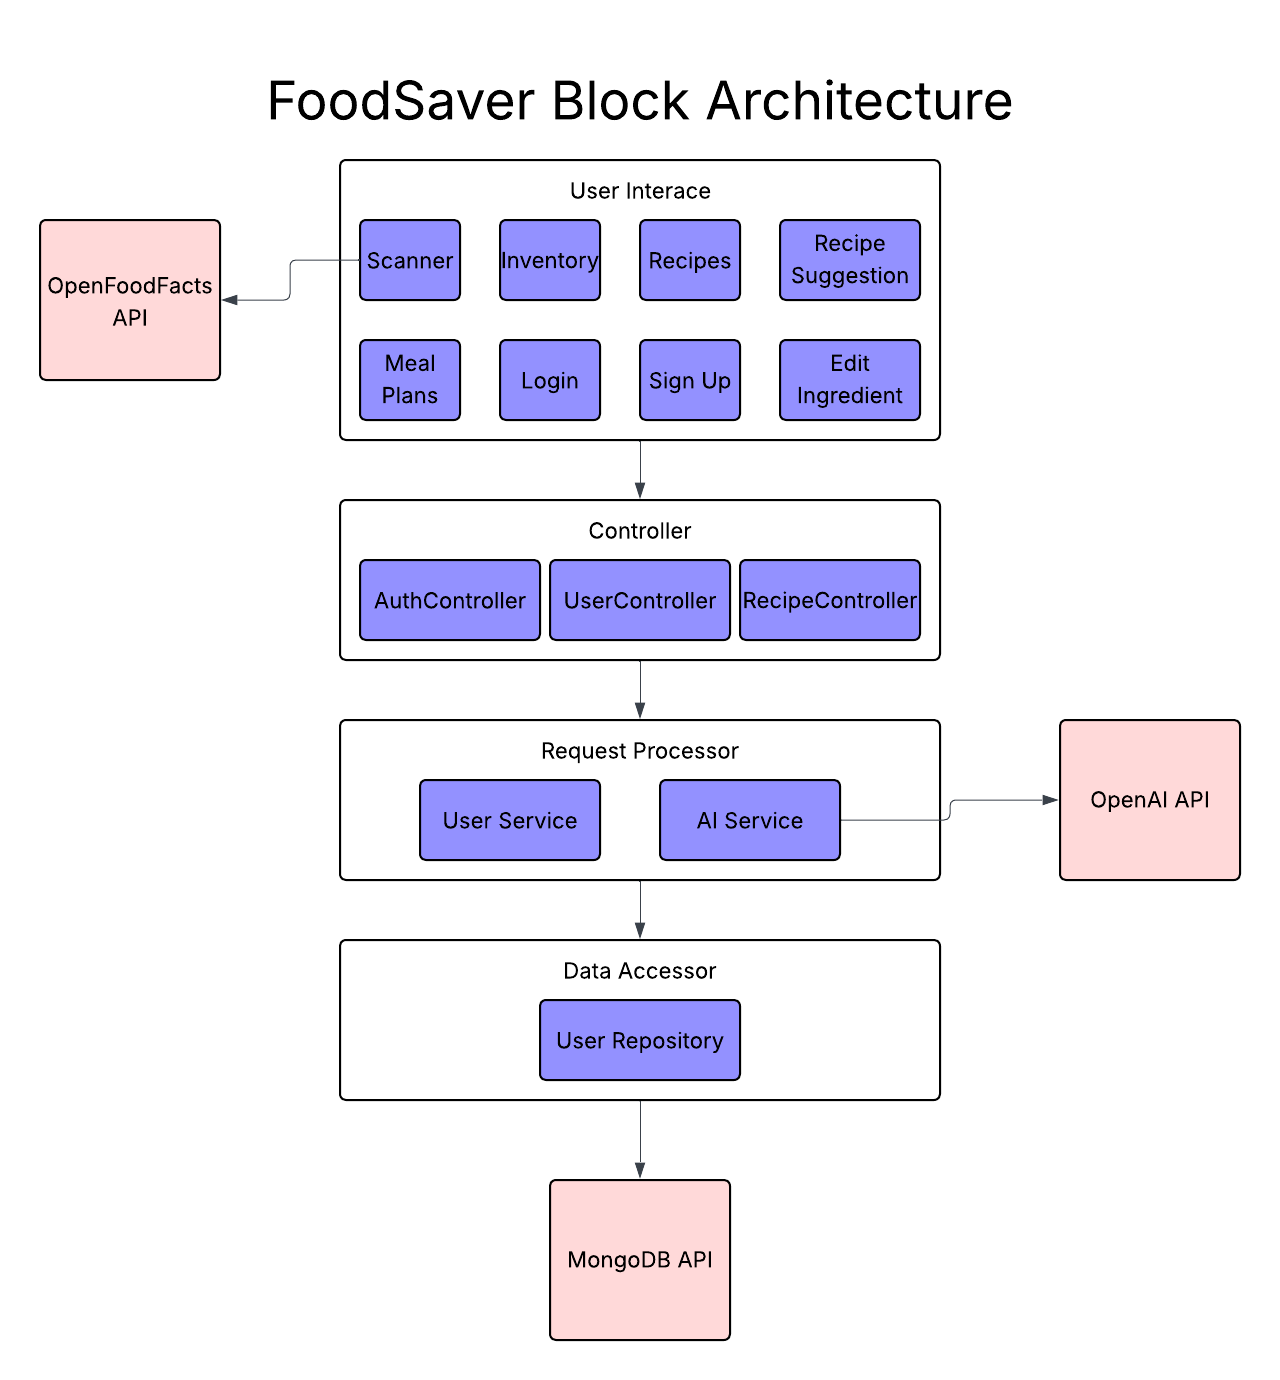 FoodSaver Block Architecture
User Interace
OpenFoodFacts
API
Scanner
Inventory
Recipes
Recipe
Suggestion
Meal
Plans
Login
Sign Up
Edit
Ingredient
Controller
AuthController
UserController
RecipeController
Request Processor
User Service
AI Service
OpenAI API
Data Accessor
User Repository
MongoDB API